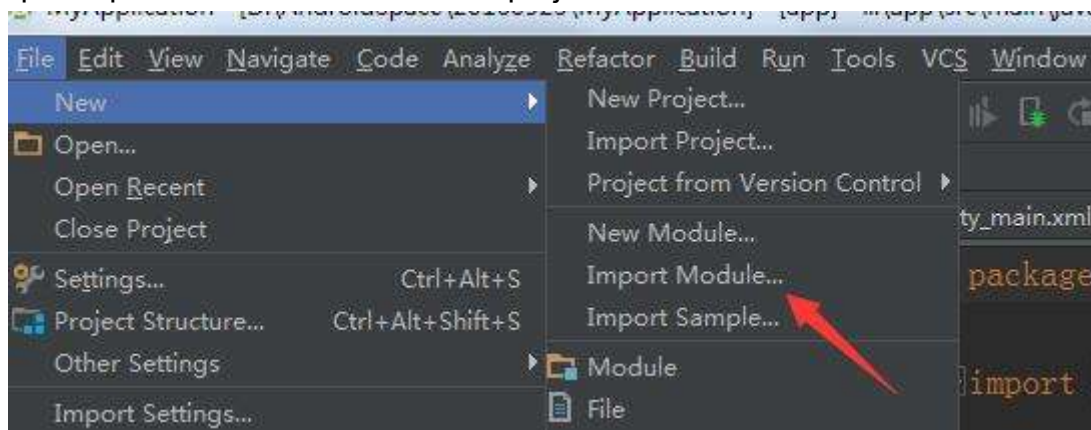 File Edit View Navigate Code Analyze Refactor Build Run Tools VCS Window
New
Open...
Open Recent
Close Project
Settings... Ctrl+Alt+S
Project Structure... Ctrl+Alt+Shift+S
Other Settings
Import Settings...
New Project...
Import Project...
Project from Version Control
New Module...
Import Module...
Import Sample...
Module
File
ty_main.xml
package
import